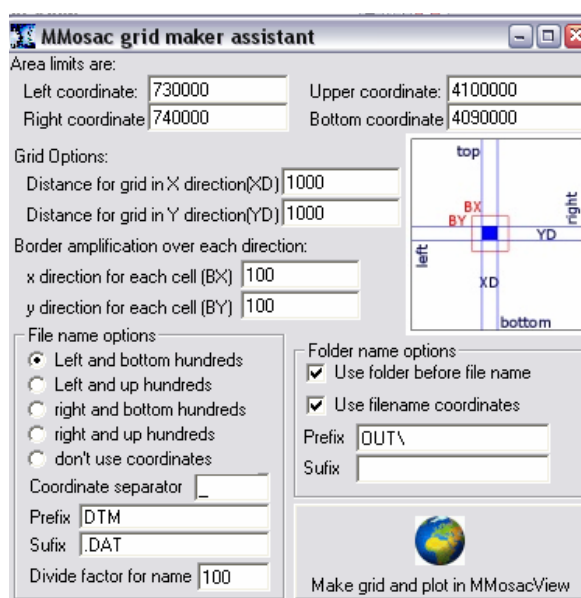 MMosac grid maker assistant
Area limits are:
Left coordinate: 730000
Upper coordinate: 4100000
Right coordinate 740000
Bottom coordinate 4090000
Grid Options:
Distance for grid in X direction(XD) 1000
Distance for grid in Y direction(YD) 1000
Border amplification over each direction:
x direction for each cell (BX) 100
y direction for each cell (BY) 100
top
right
BX
BY
YD
left
XD
bottom
File name options
Left and bottom hundreds
Left and up hundreds
right and bottom hundreds
right and up hundreds
don't use coordinates
Coordinate separator _
Prefix DTM
Sufix .DAT
Divide factor for name 100
Folder name options
Use folder before file name
Use filename coordinates
Prefix OUT\
Sufix
Make grid and plot in MMosacView